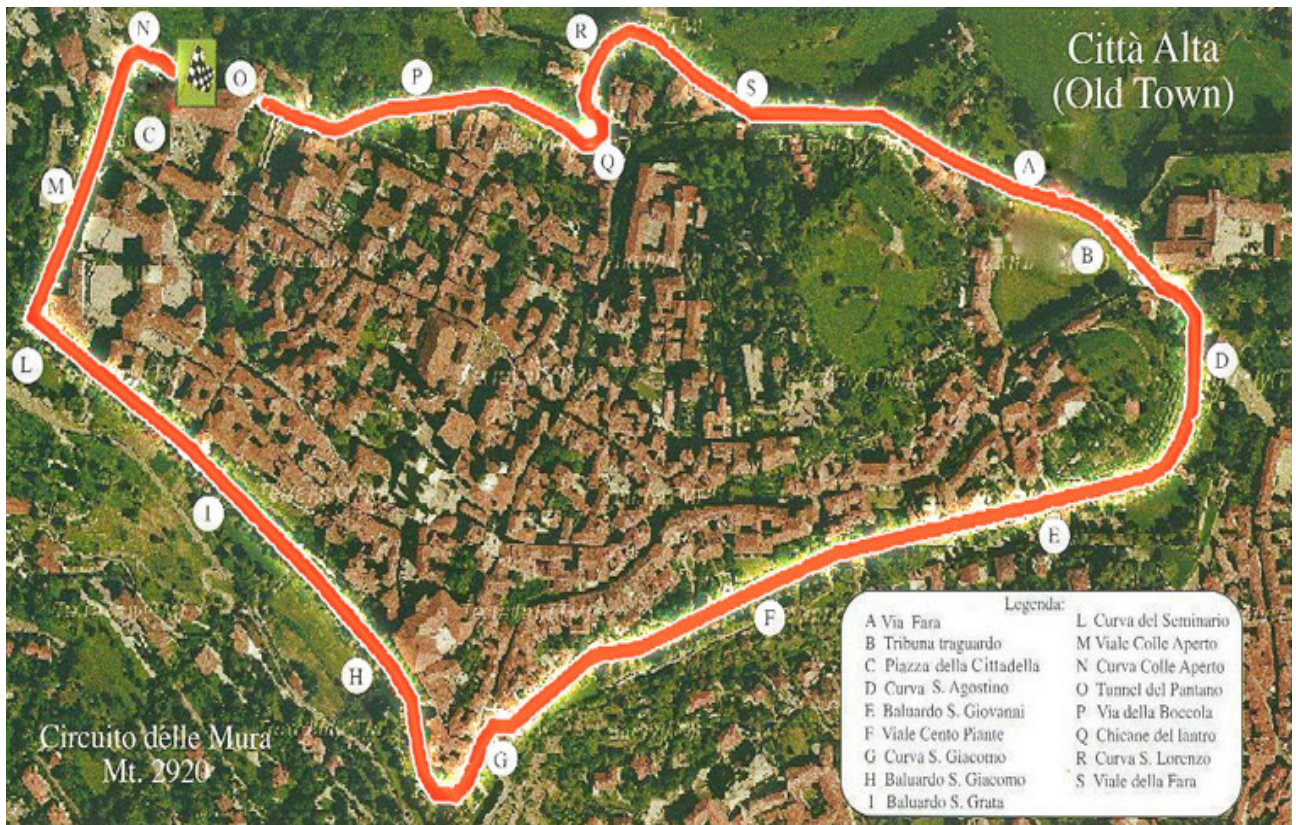 N
R
Città Alta
(Old Town)
O
P
S
C
M
Q
A
B
L
D
I
E
F
H
G
Circuito delle Mura
Mt. 2920
Legenda:
A Via Fara
B Tribuna traguardo
C Piazza della Cittadella
D Curva S. Agostino
E Baluardo S. Giovanni
F Viale Cento Piante
G Curva S. Giacomo
H Baluardo S. Giacomo
I Baluardo S. Grata
L Curva del Seminario
M Viale Colle Aperto
N Curva Colle Aperto
O Tunnel del Pantano
P Via della Boccola
Q Chicane del
R Curva S. Lorenzo
S Viale della Fara